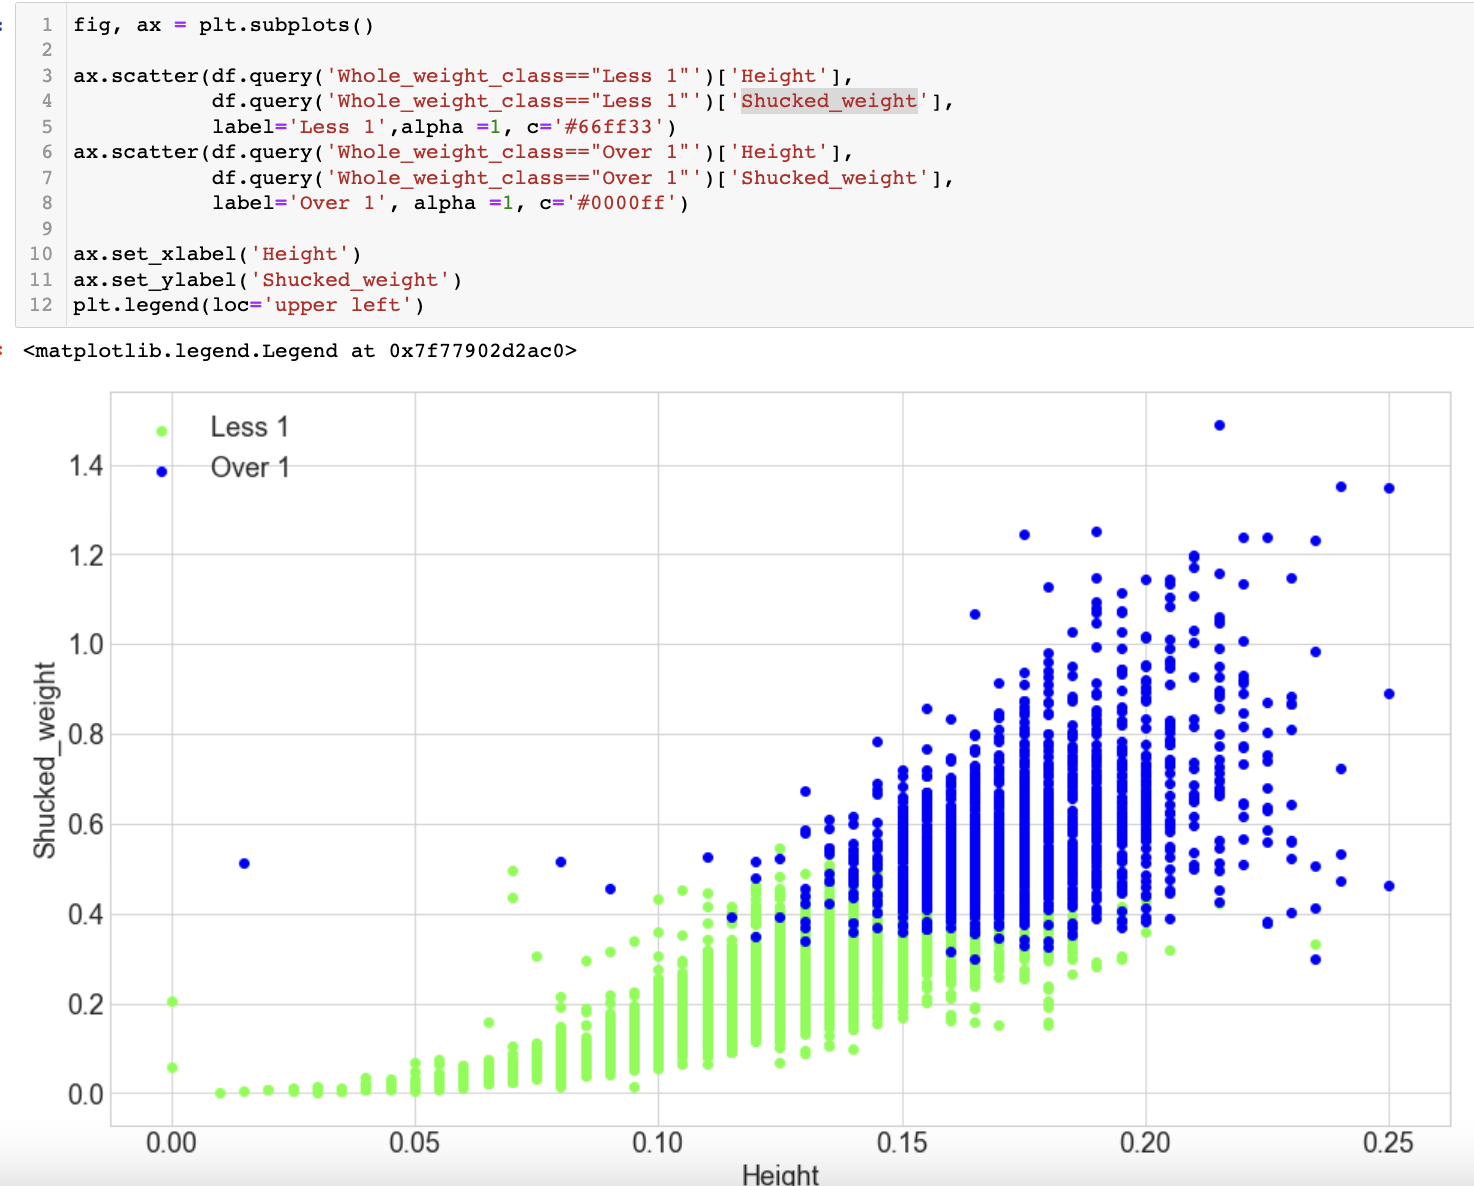 1 fig, ax = plt.subplots()
2
3 ax.scatter(df.query('Whole_weight_class=="Less 1"')['Height'],
4            df.query('Whole_weight_class=="Less 1"')['Shucked_weight'],
5            label='Less 1',alpha =1, c='#66ff33')
6 ax.scatter(df.query('Whole_weight_class=="Over 1"')['Height'],
7            df.query('Whole_weight_class=="Over 1"')['Shucked_weight'],
8            label='Over 1', alpha =1, c='#0000ff')
9
10 ax.set_xlabel('Height')
11 ax.set_ylabel('Shucked_weight')
12 plt.legend(loc='upper left')
<matplotlib.legend.Legend at 0x7f77902d2ac0>
Less 1
Over 1
1.4
1.2
1.0
0.8
0.6
0.4
0.2
0.0
Shucked_weight
0.00 0.05 0.10 0.15 0.20 0.25
Height